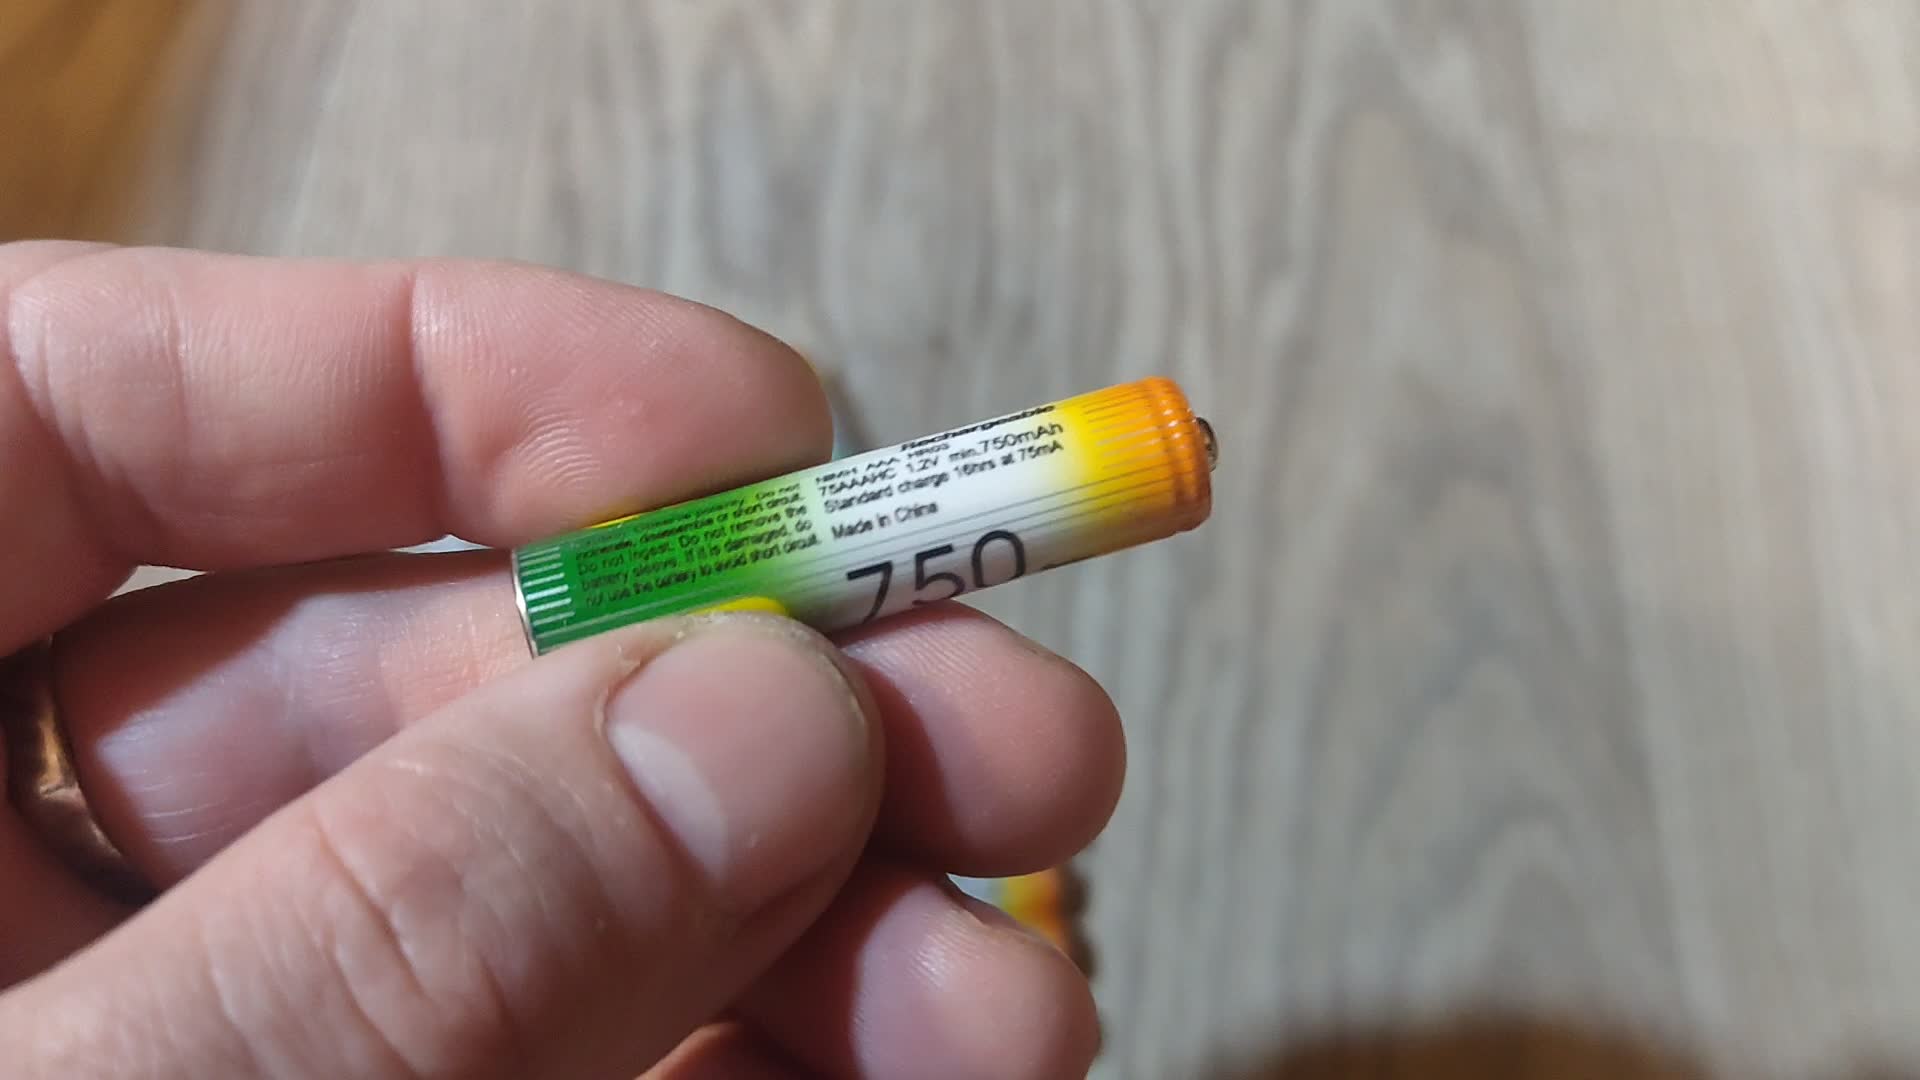 Rechargeable
NiMH AAA HR03
75AAAHC 1.2V min.750mAh
Standard charge 16hrs at 75mA
Made in China
Observe polarity. Do not
incinerate, disassemble or short circuit.
Do not ingest. Do not remove the
battery sleeve. If it is damaged, do
not use the battery to avoid short circuit.
750